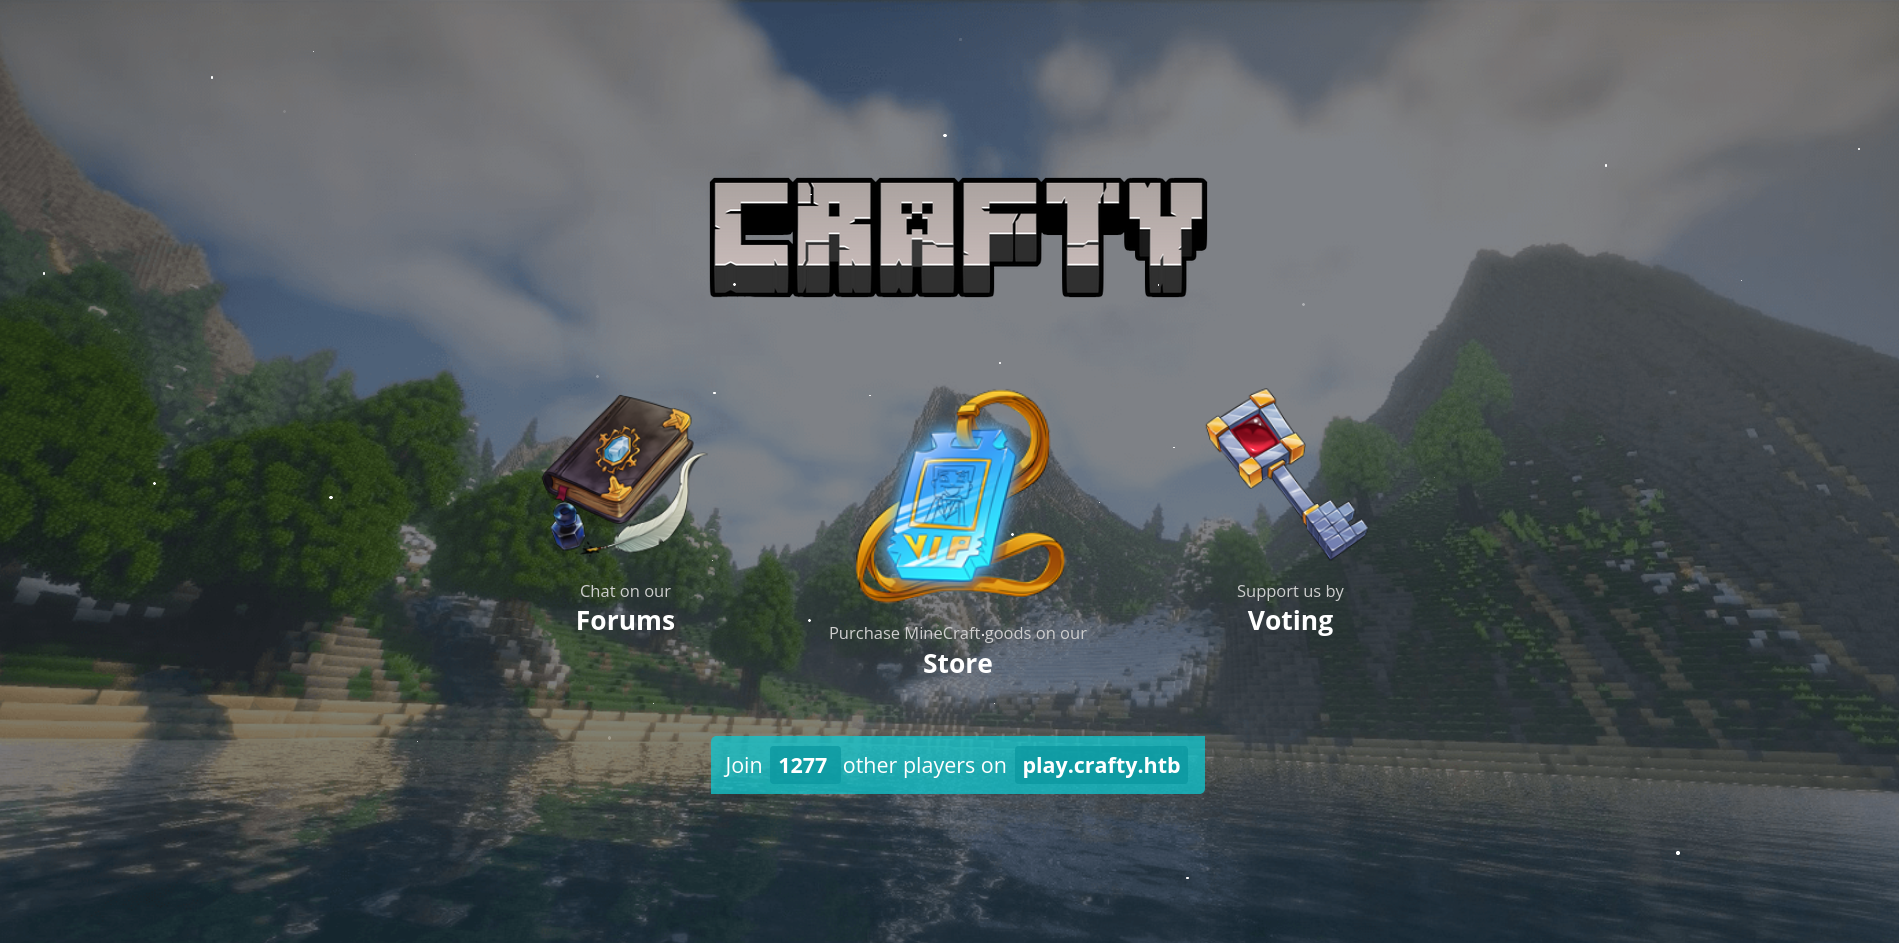 CRAFTY
VIP
Chat on our
Forums
Purchase MineCraft goods on our
Store
Support us by
Voting
Join 1277 other players on play.crafty.htb